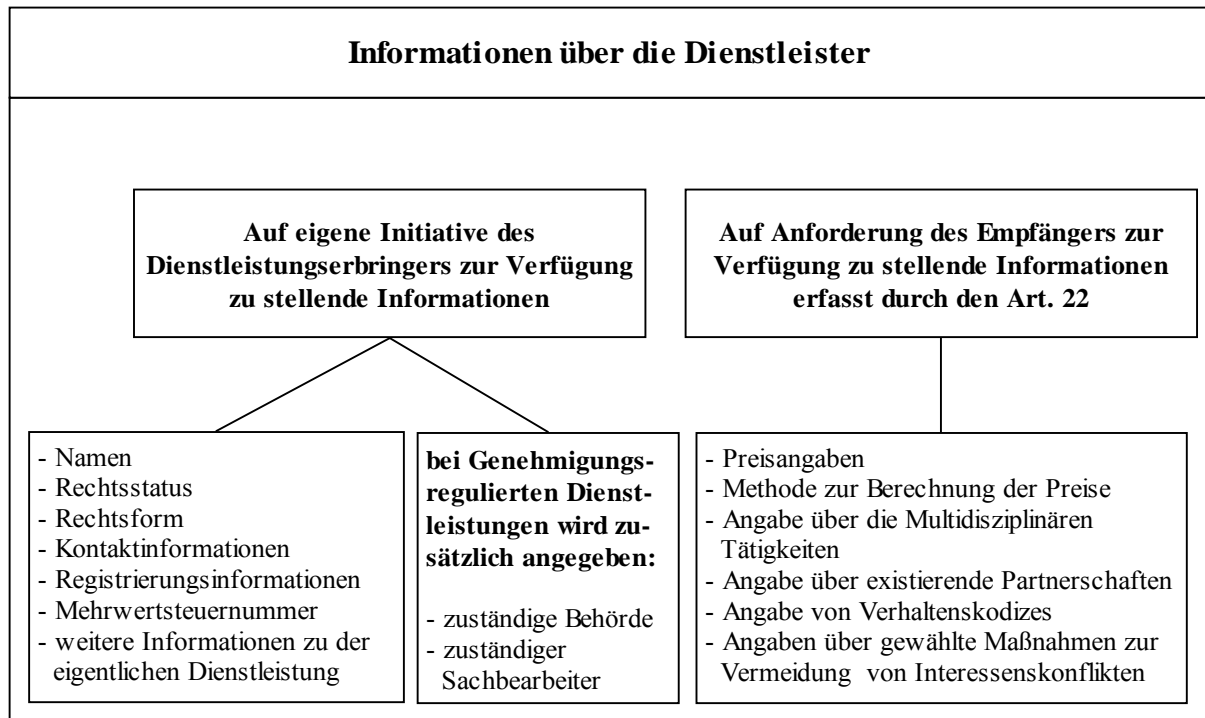 Informationen über die Dienstleister
Auf eigene Initiative des
Dienstleistungserbringers zur Verfügung
zu stellende Informationen
Auf Anforderung des Empfängers zur
Verfügung zu stellende Informationen
erfasst durch den Art. 22
- Namen
- Rechtsstatus
- Rechtsform
- Kontaktinformationen
- Registrierungsinformationen
- Mehrwertsteuernummer
- weitere Informationen zu der
eigentlichen Dienstleistung
bei Genehmigungs-
regulierten Dienst-
leistungen wird zu-
sätzlich angegeben:
- zuständige Behörde
- zuständiger
Sachbearbeiter
- Preisangaben
- Methode zur Berechnung der Preise
- Angabe über die Multidisziplinären
Tätigkeiten
- Angabe über existierende Partnerschaften
- Angabe von Verhaltenskodizes
- Angaben über gewählte Maßnahmen zur
Vermeidung von Interessenskonflikten